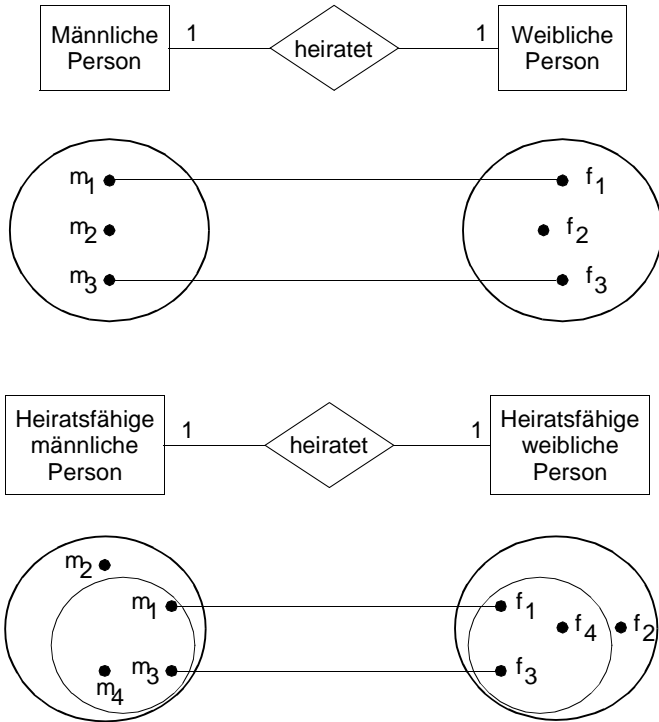 Männliche
Person
1
heiratet
1
Weibliche
Person
m1
f1
m2
f2
m3
f3
Heiratsfähige
männliche
Person
1
heiratet
1
Heiratsfähige
weibliche
Person
m2
m1
f1
f4
f2
m4
m3
f3